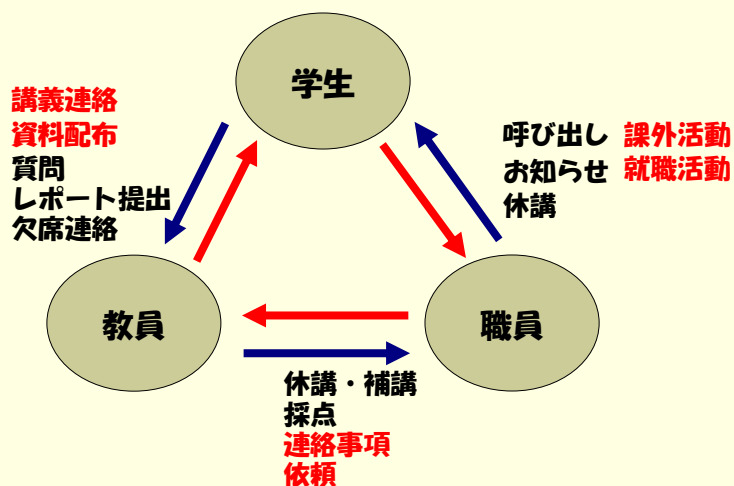 学生
講義連絡
資料配布
質問
レポート提出
欠席連絡
呼び出し 課外活動
お知らせ 就職活動
休講
教員
職員
休講・補講
採点
連絡事項
依頼